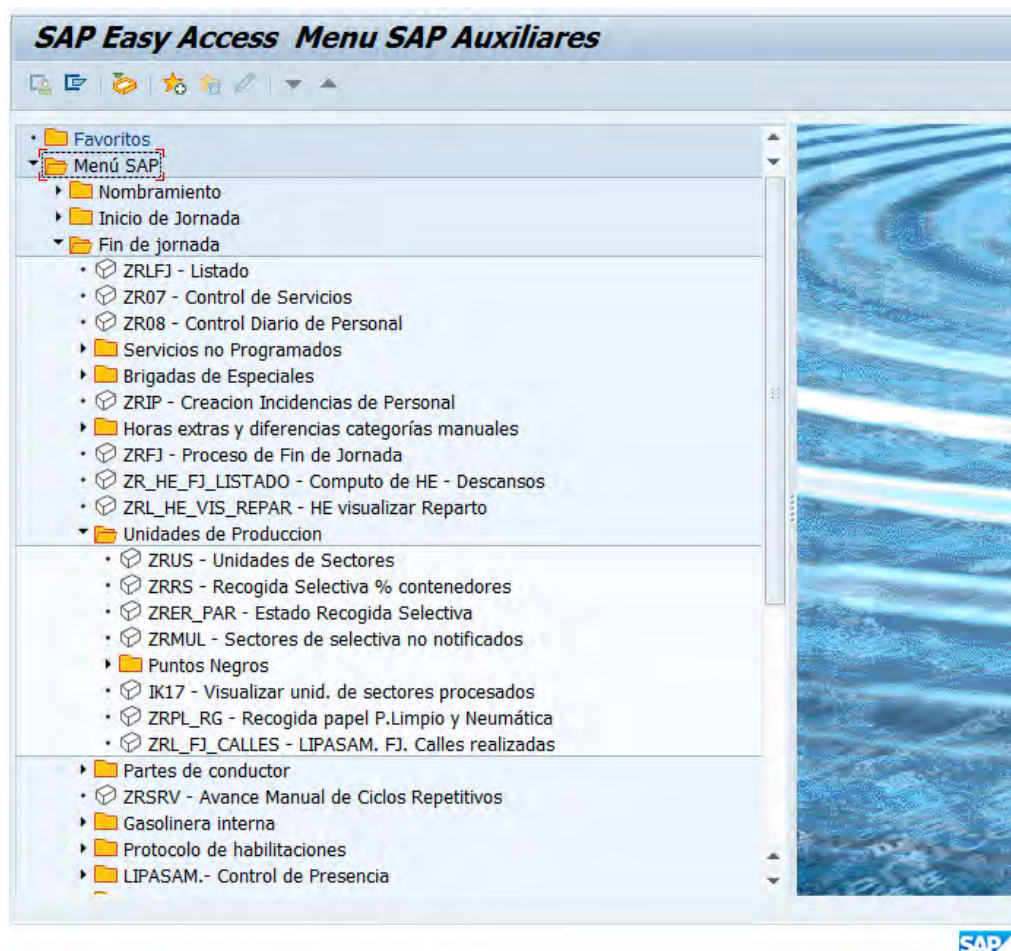 SAP Easy Access Menu SAP Auxiliares
Favoritos
Menú SAP
Nombramiento
Inicio de Jornada
Fin de jornada
ZRLFJ - Listado
ZR07 - Control de Servicios
ZR08 - Control Diario de Personal
Servicios no Programados
Brigadas de Especiales
ZRIP - Creacion Incidencias de Personal
Horas extras y diferencias categorías manuales
ZRFJ - Proceso de Fin de Jornada
ZR_HE_FJ_LISTADO - Computo de HE - Descansos
ZRL_HE_VIS_REPAR - HE visualizar Reparto
Unidades de Produccion
ZRUS - Unidades de Sectores
ZRRS - Recogida Selectiva % contenedores
ZRER_PAR - Estado Recogida Selectiva
ZRMUL - Sectores de selectiva no notificados
Puntos Negros
IK17 - Visualizar unid. de sectores procesados
ZRPL_RG - Recogida papel P.Limpio y Neumática
ZRL_FJ_CALLES - LIPASAM. FJ. Calles realizadas
Partes de conductor
ZRSRV - Avance Manual de Ciclos Repetitivos
Gasolinera interna
Protocolo de habilitaciones
LIPASAM.- Control de Presencia
SAP